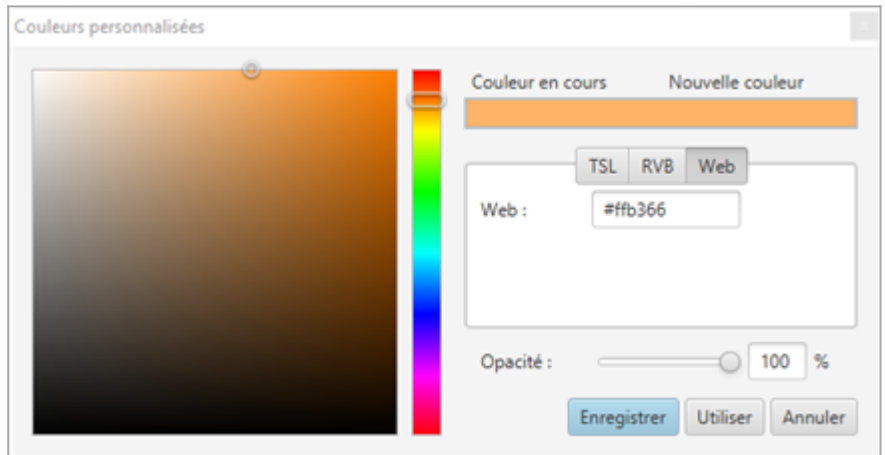 Couleurs personnalisées
x
Couleur en cours Nouvelle couleur
TSL RVB Web
Web : #ffb366
Opacité : 100 %
Enregistrer Utiliser Annuler